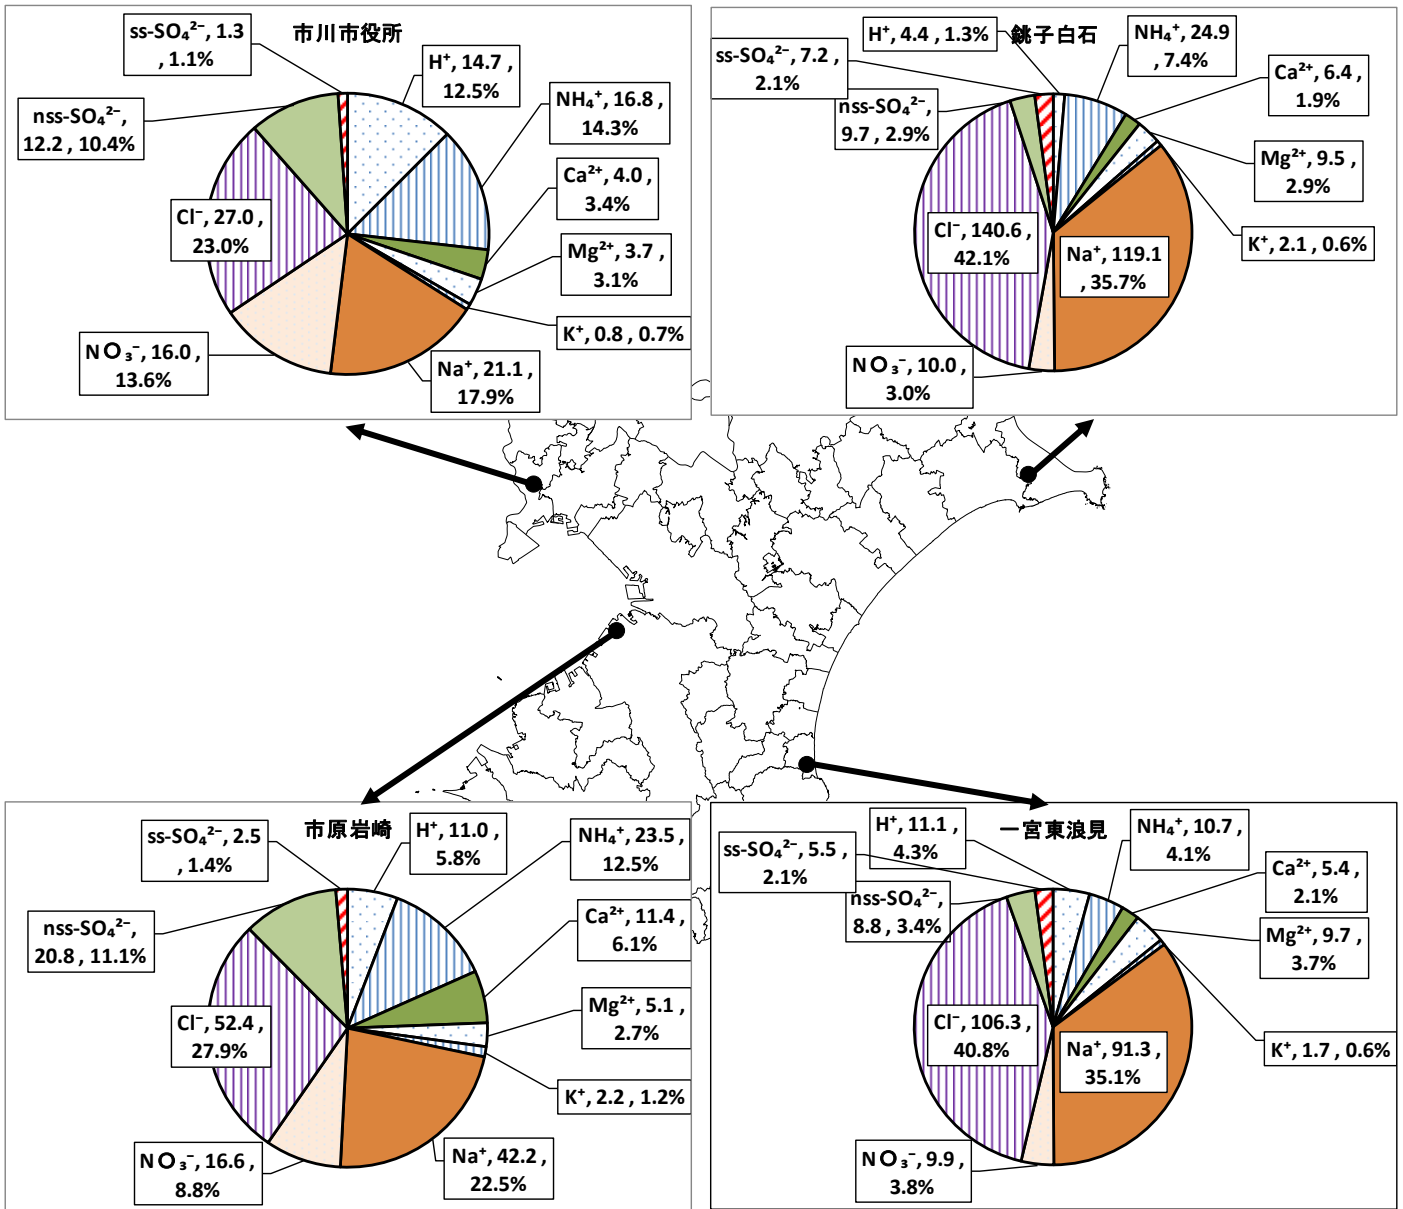 市川市役所
ss-SO₄²⁻, 1.3
, 1.1%
H⁺, 14.7 ,
12.5%
nss-SO₄²⁻,
12.2 , 10.4%
NH₄⁺, 16.8 ,
14.3%
Ca²⁺, 4.0 ,
3.4%
Cl⁻, 27.0 ,
23.0%
Mg²⁺, 3.7 ,
3.1%
K⁺, 0.8 , 0.7%
NO₃⁻, 16.0 ,
13.6%
Na⁺, 21.1 ,
17.9%
銚子白石
H⁺, 4.4 , 1.3%
NH₄⁺, 24.9
, 7.4%
ss-SO₄²⁻, 7.2 ,
2.1%
Ca²⁺, 6.4 ,
1.9%
nss-SO₄²⁻,
9.7 , 2.9%
Mg²⁺, 9.5 ,
2.9%
Cl⁻, 140.6 ,
42.1%
Na⁺, 119.1
, 35.7%
K⁺, 2.1 , 0.6%
NO₃⁻, 10.0 ,
3.0%
市原岩崎
ss-SO₄²⁻, 2.5
, 1.4%
H⁺, 11.0 ,
5.8%
NH₄⁺, 23.5 ,
12.5%
nss-SO₄²⁻,
20.8 , 11.1%
Ca²⁺, 11.4 ,
6.1%
Cl⁻, 52.4 ,
27.9%
Mg²⁺, 5.1 ,
2.7%
K⁺, 2.2 , 1.2%
NO₃⁻, 16.6 ,
8.8%
Na⁺, 42.2 ,
22.5%
一宮東浪見
H⁺, 11.1 ,
4.3%
NH₄⁺, 10.7 ,
4.1%
ss-SO₄²⁻, 5.5 ,
2.1%
Ca²⁺, 5.4 ,
2.1%
nss-SO₄²⁻,
8.8 , 3.4%
Mg²⁺, 9.7 ,
3.7%
Cl⁻, 106.3 ,
40.8%
Na⁺, 91.3 ,
35.1%
K⁺, 1.7 , 0.6%
NO₃⁻, 9.9 ,
3.8%